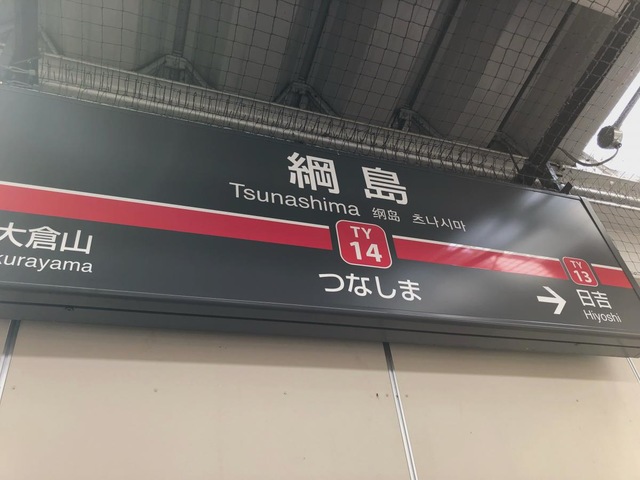 綱島
Tsunashima 纲岛 츠나시마
TY
14
つなしま
大倉山
kurayama
TY
13
日吉
Hiyoshi